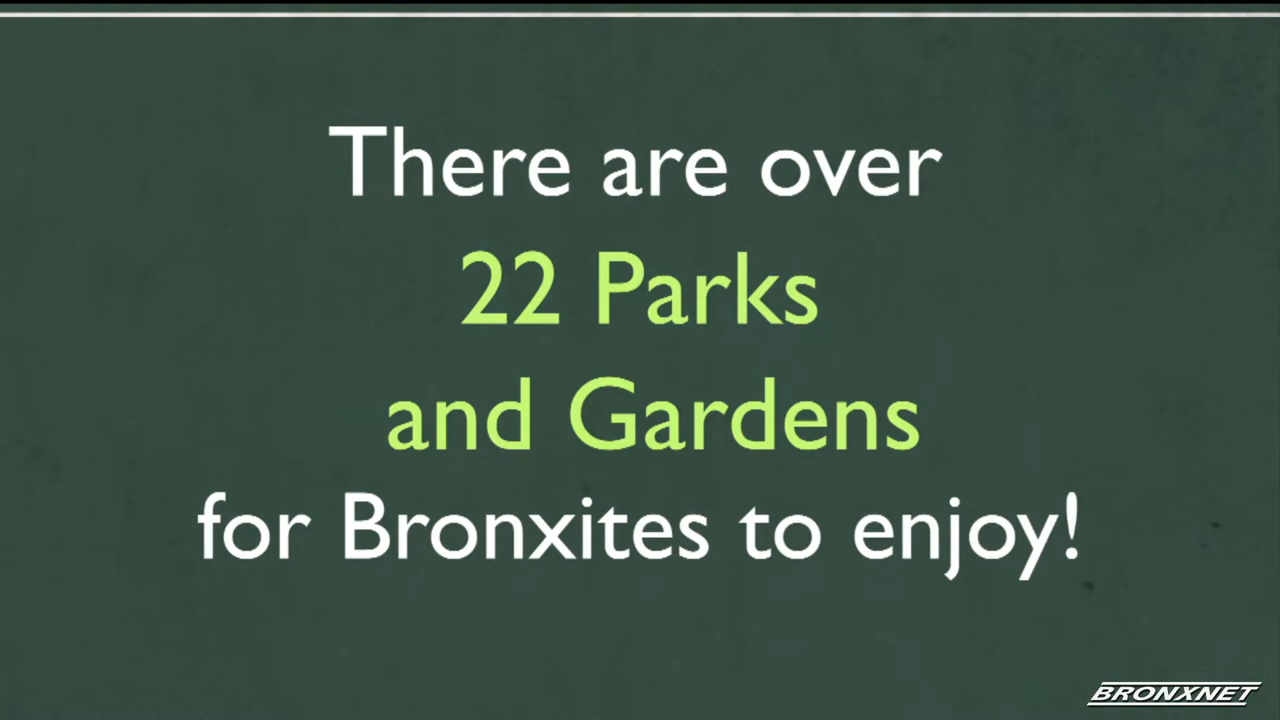 There are over
22 Parks
and Gardens
for Bronxites to enjoy!
BRONXNET